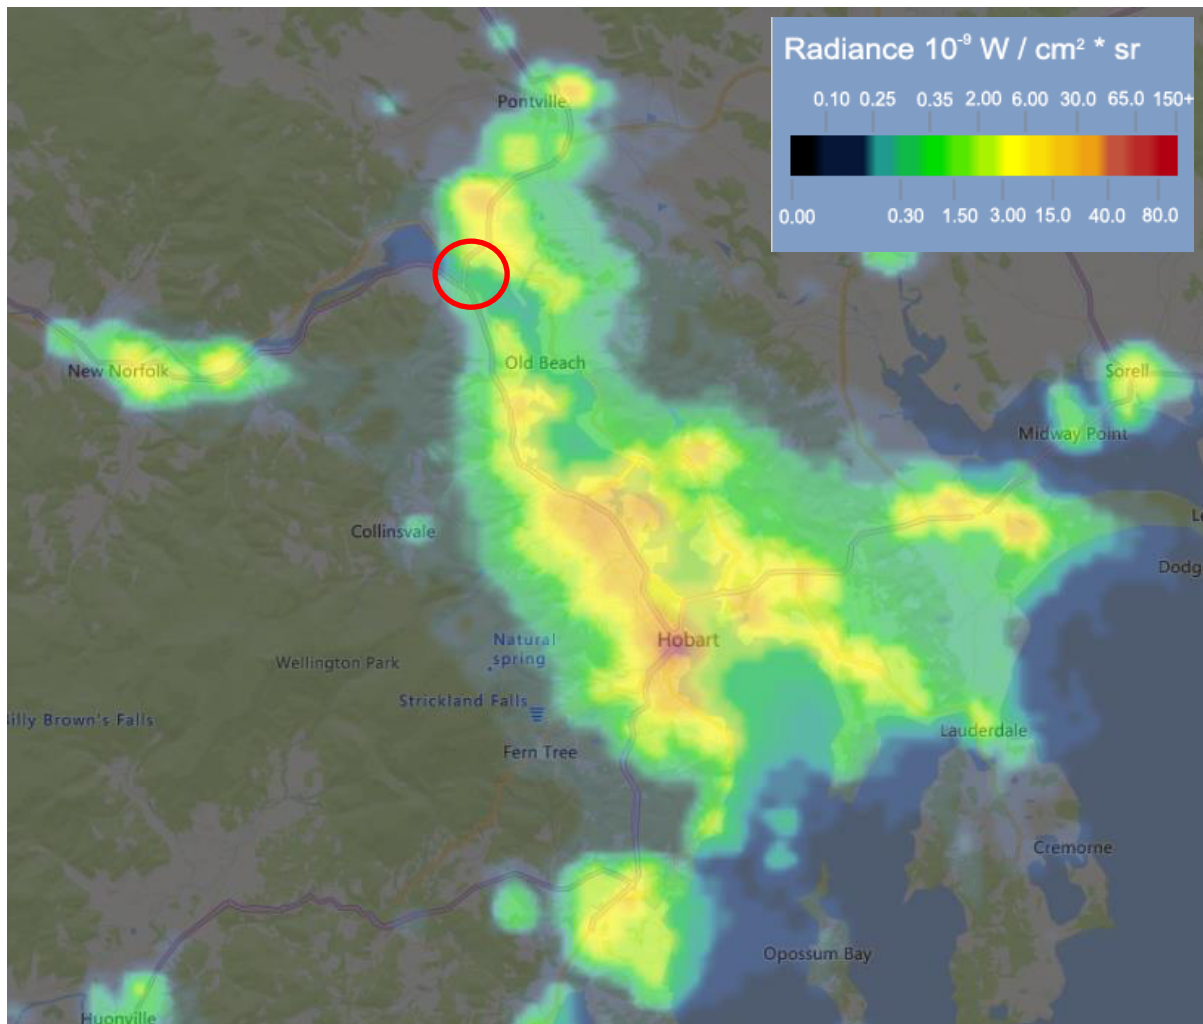 Radiance 10⁻⁹ W / cm² * sr
0.10 0.25 0.35 2.00 6.00 30.0 65.0 150+
0.00 0.30 1.50 3.00 15.0 40.0 80.0
Pontville
New Norfolk
Old Beach
Sorell
Midway Point
Collinsvale
Hobart
Natural
spring
Wellington Park
Strickland Falls
Billy Brown's Falls
Fern Tree
Lauderdale
Cremorne
Opossum Bay
Huonville